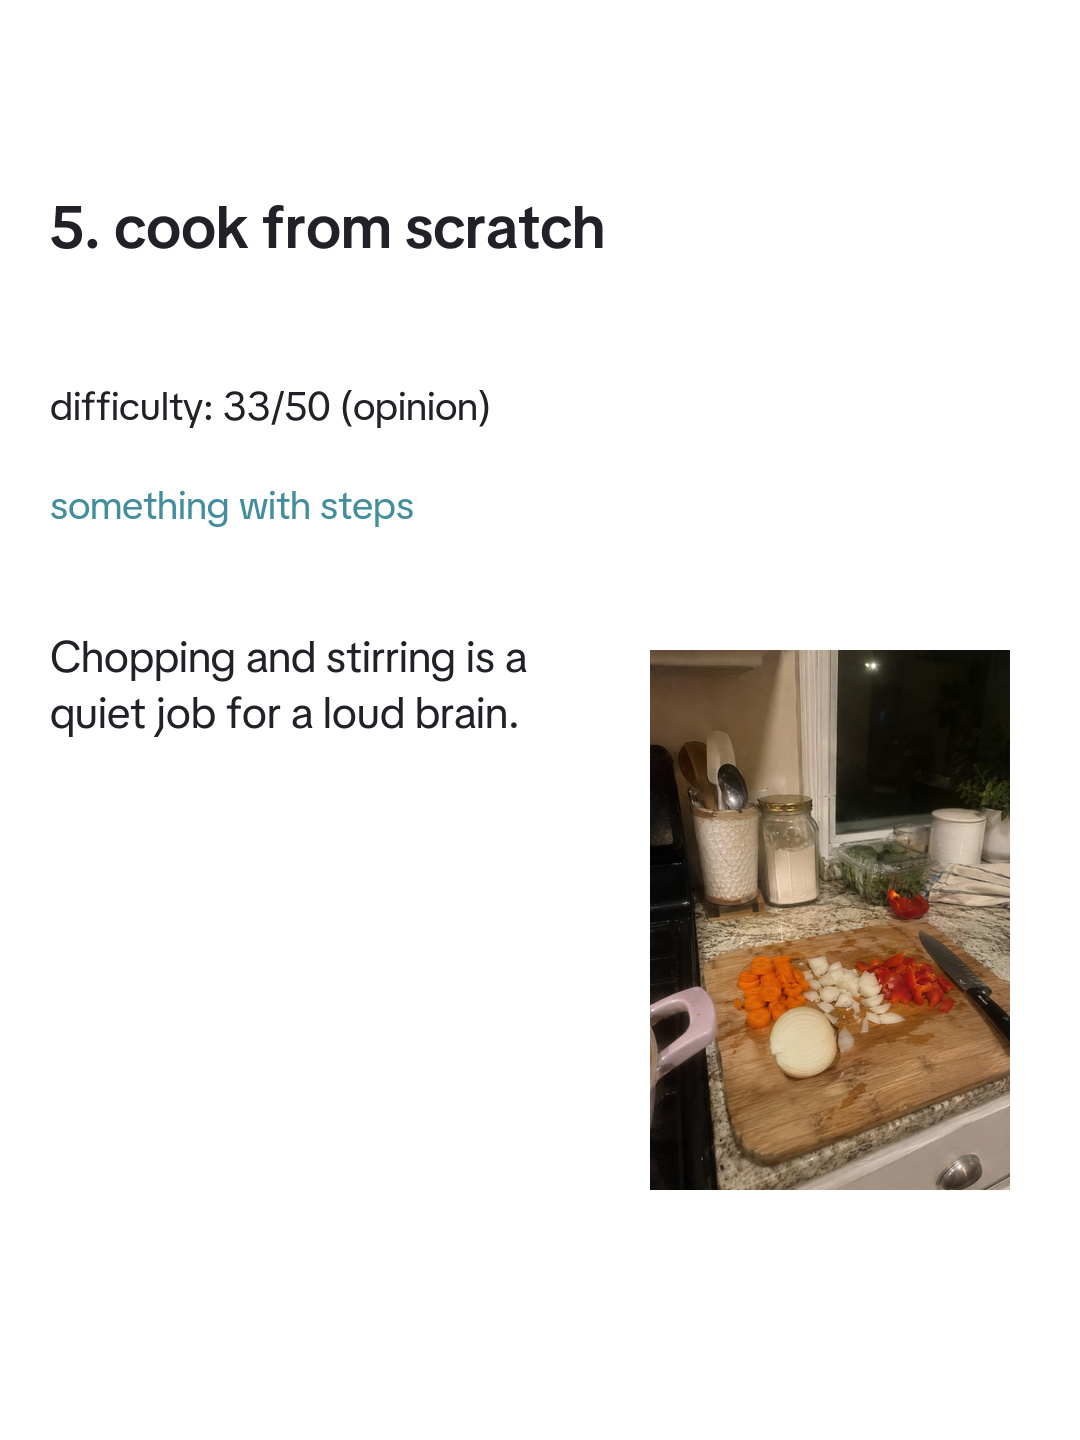 5. cook from scratch
difficulty: 33/50 (opinion)
something with steps
Chopping and stirring is a
quiet job for a loud brain.